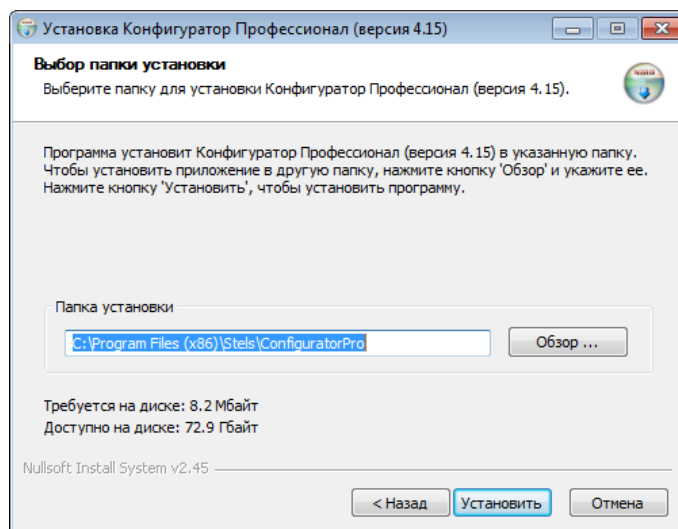 Установка Конфигуратор Профессионал (версия 4.15)
Выбор папки установки
Выберите папку для установки Конфигуратор Профессионал (версия 4.15).
Программа установит Конфигуратор Профессионал (версия 4.15) в указанную папку.
Чтобы установить приложение в другую папку, нажмите кнопку 'Обзор' и укажите ее.
Нажмите кнопку 'Установить', чтобы установить программу.
Папка установки
C:\Program Files (x86)\Stels\ConfiguratorPro
Обзор ...
Требуется на диске: 8.2 Мбайт
Доступно на диске: 72.9 Гбайт
Nullsoft Install System v2.45
< Назад
Установить
Отмена